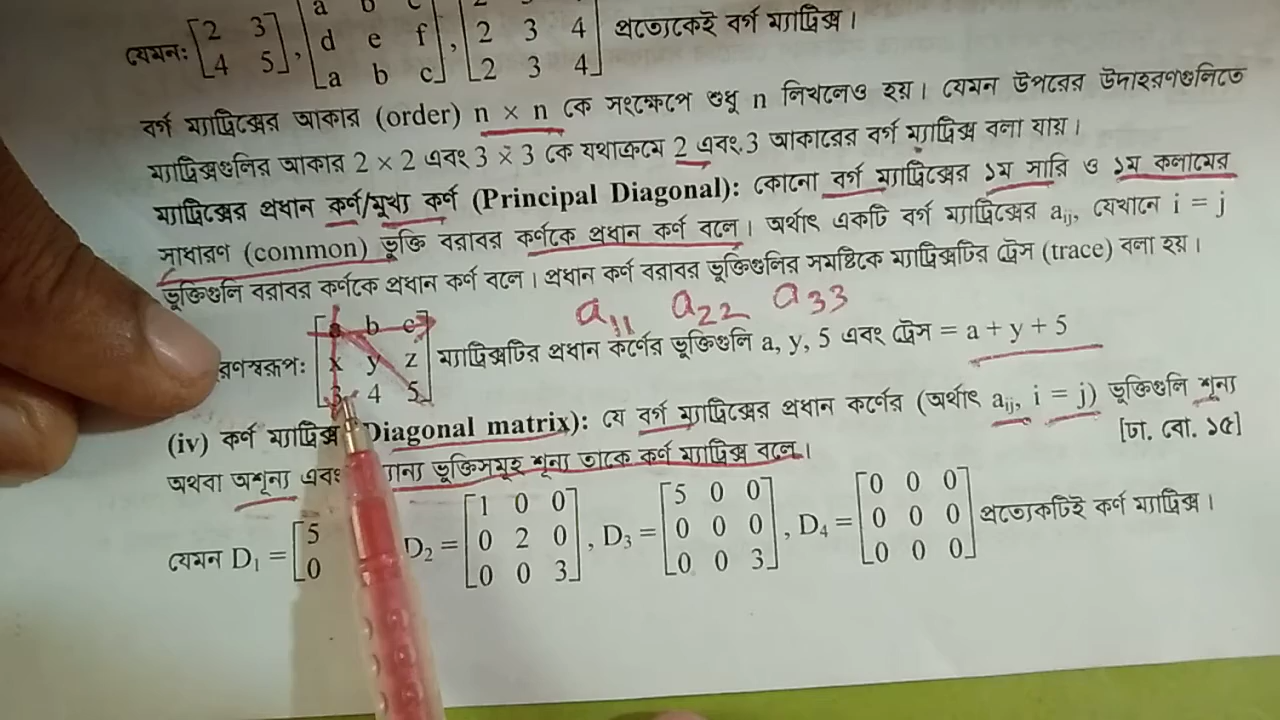 যেমনঃ [2 3 / 4 5], [a b c / d e f / a b c], [2 3 4 / 2 3 4] প্রত্যেকেই বর্গ ম্যাট্রিক্স।
বর্গ ম্যাট্রিক্সের আকার (order) n × n কে সংক্ষেপে শুধু n লিখলেও হয়। যেমন উপরের উদাহরণগুলিতে
ম্যাট্রিক্সগুলির আকার 2 × 2 এবং 3 × 3 কে যথাক্রমে 2 এবং 3 আকারের বর্গ ম্যাট্রিক্স বলা যায়।
ম্যাট্রিক্সের প্রধান কর্ণ/মুখ্য কর্ণ (Principal Diagonal): কোনো বর্গ ম্যাট্রিক্সের ১ম সারি ও ১ম কলামের
সাধারণ (common) ভুক্তি বরাবর কর্ণকে প্রধান কর্ণ বলে। অর্থাৎ একটি বর্গ ম্যাট্রিক্সের aij, যেখানে i = j
ভুক্তিগুলি বরাবর কর্ণকে প্রধান কর্ণ বলে। প্রধান কর্ণ বরাবর ভুক্তিগুলির সমষ্টিকে ম্যাট্রিক্সটির ট্রেস (trace) বলা হয়।
a11 a22 a33
রণস্বরূপঃ [a b c / x y z / 3 4 5] ম্যাট্রিক্সটির প্রধান কর্ণের ভুক্তিগুলি a, y, 5 এবং ট্রেস = a + y + 5
(iv) কর্ণ ম্যাট্রিক্স (Diagonal matrix): যে বর্গ ম্যাট্রিক্সের প্রধান কর্ণের (অর্থাৎ aij, i = j) ভুক্তিগুলি শূন্য
অথবা অশূন্য এবং ভুক্তিসমূহ শূন্য তাকে কর্ণ ম্যাট্রিক্স বলে।
[ঢা. বো. ১৫]
যেমন D1 = [5 / 0 D2 = [1 0 0 / 0 2 0 / 0 0 3], D3 = [5 0 0 / 0 0 0 / 0 0 3], D4 = [0 0 0 / 0 0 0 / 0 0 0] প্রত্যেকটিই কর্ণ ম্যাট্রিক্স।